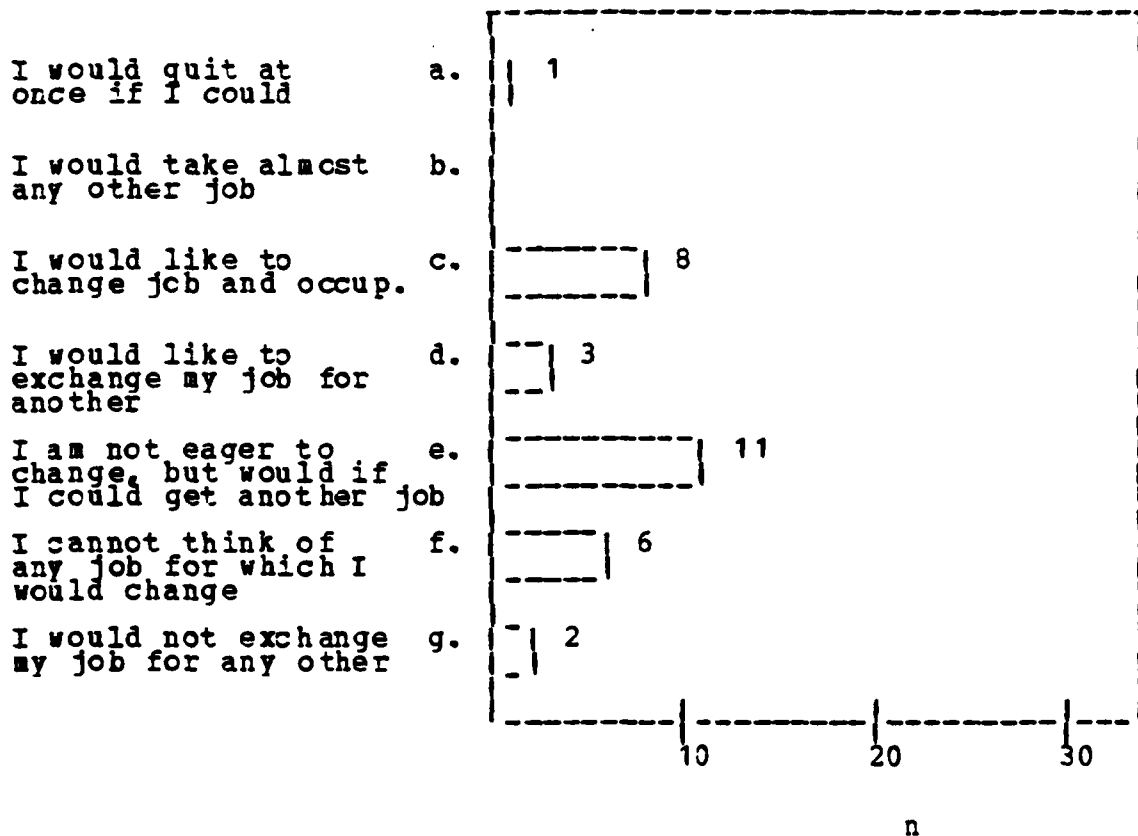 I would quit at a. 1
once if I could
I would take almost b.
any other job
I would like to c. 8
change job and occup.
I would like to d. 3
exchange my job for
another
I am not eager to e. 11
change, but would if
I could get another job
I cannot think of f. 6
any job for which I
would change
I would not exchange g. 2
my job for any other
10 20 30
n